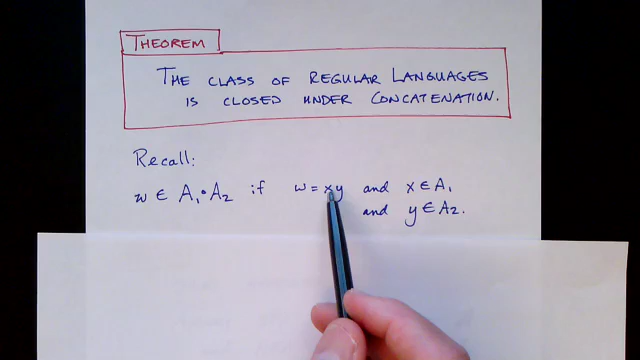 THEOREM
THE CLASS OF REGULAR LANGUAGES
IS CLOSED UNDER CONCATENATION.
Recall:
w ∈ A₁∘A₂ if w = xy and x ∈ A₁
and y ∈ A₂.